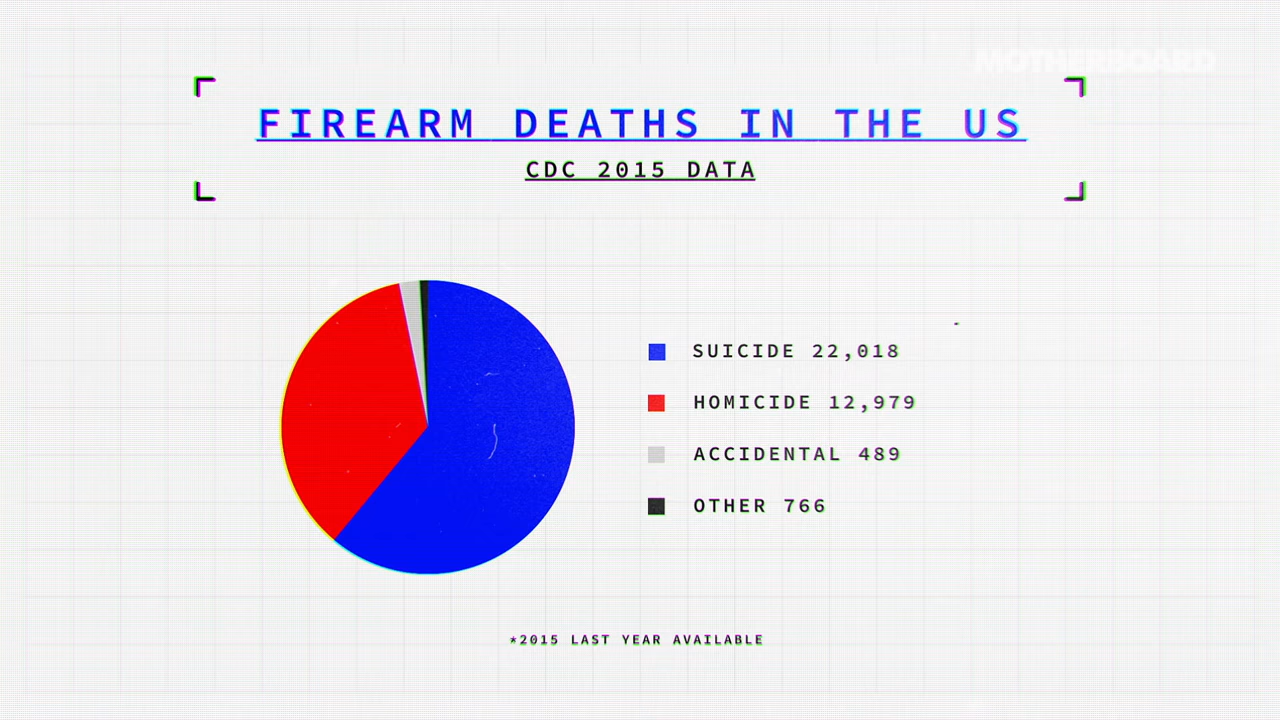 MOTHERBOARD
FIREARM DEATHS IN THE US
CDC 2015 DATA
SUICIDE 22,018
HOMICIDE 12,979
ACCIDENTAL 489
OTHER 766
*2015 LAST YEAR AVAILABLE